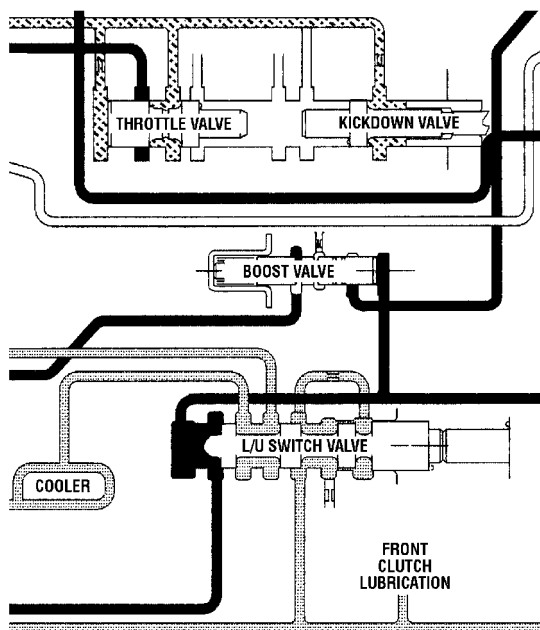 THROTTLE VALVE
KICKDOWN VALVE
BOOST VALVE
L/U SWITCH VALVE
COOLER
FRONT
CLUTCH
LUBRICATION